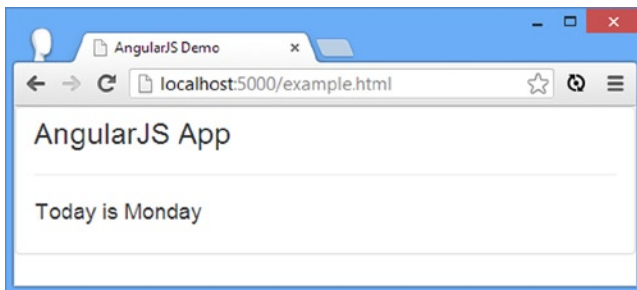 AngularJS Demo
localhost:5000/example.html
AngularJS App
Today is Monday